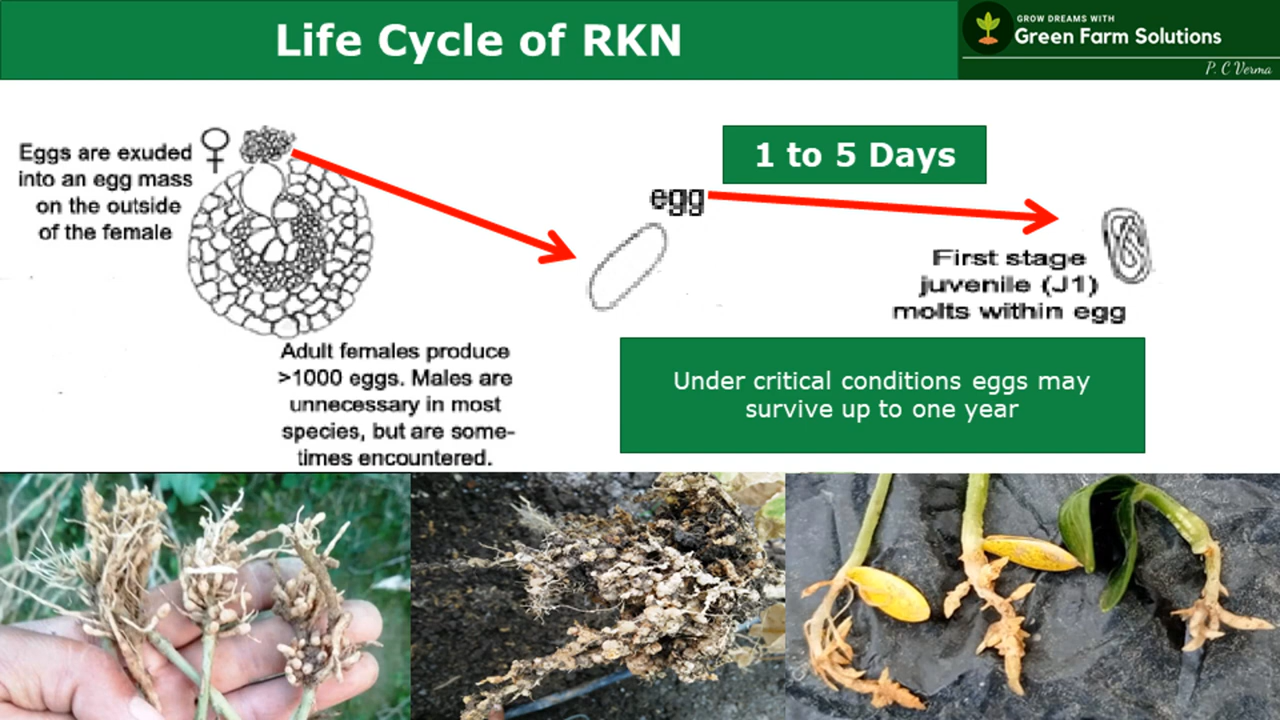 Life Cycle of RKN
GROW DREAMS WITH
Green Farm Solutions
P. C Verma
Eggs are exuded
into an egg mass
on the outside
of the female
1 to 5 Days
egg
First stage
juvenile (J1)
molts within egg
Adult females produce
>1000 eggs. Males are
unnecessary in most
species, but are some-
times encountered.
Under critical conditions eggs may
survive up to one year